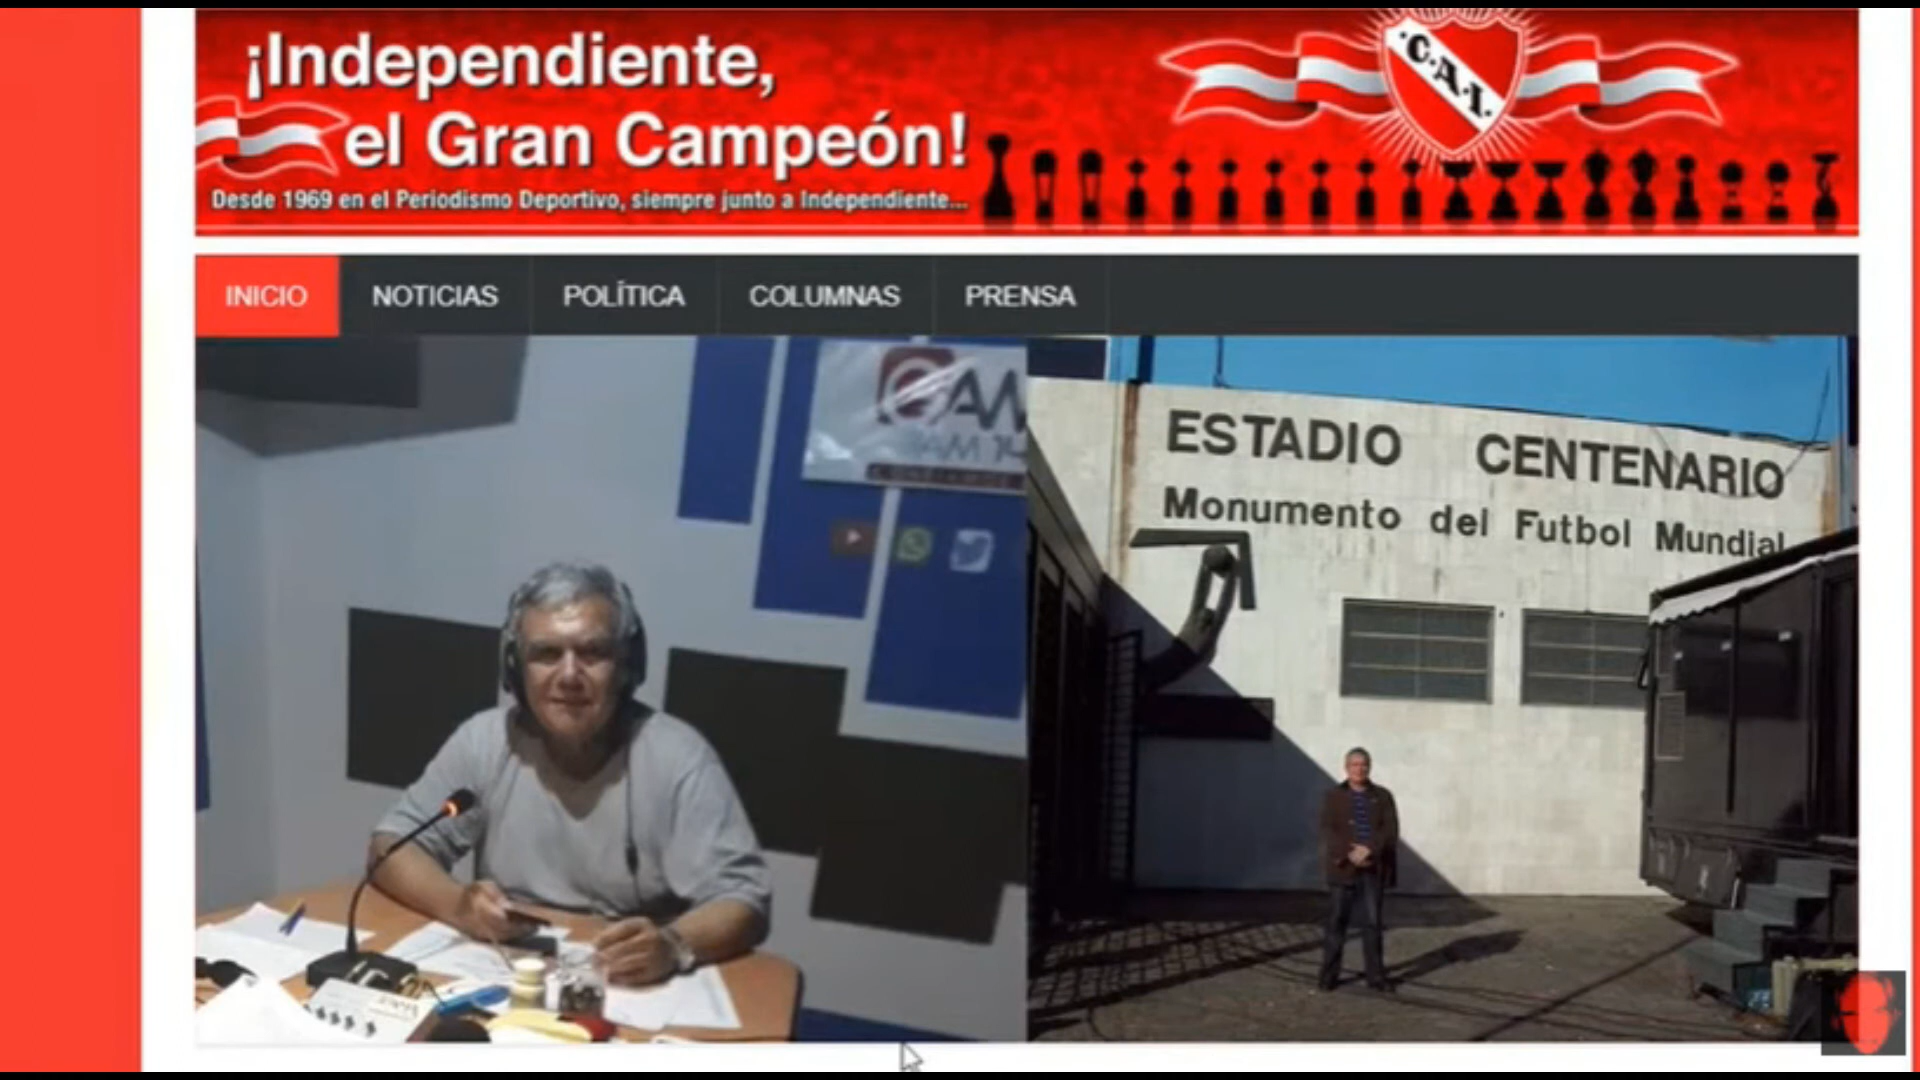 ¡Independiente,
el Gran Campeón!
Desde 1969 en el Periodismo Deportivo, siempre junto a Independiente...
·C·A·I·
INICIO
NOTICIAS
POLÍTICA
COLUMNAS
PRENSA
AM
ESTADIO CENTENARIO
Monumento del Futbol Mundial